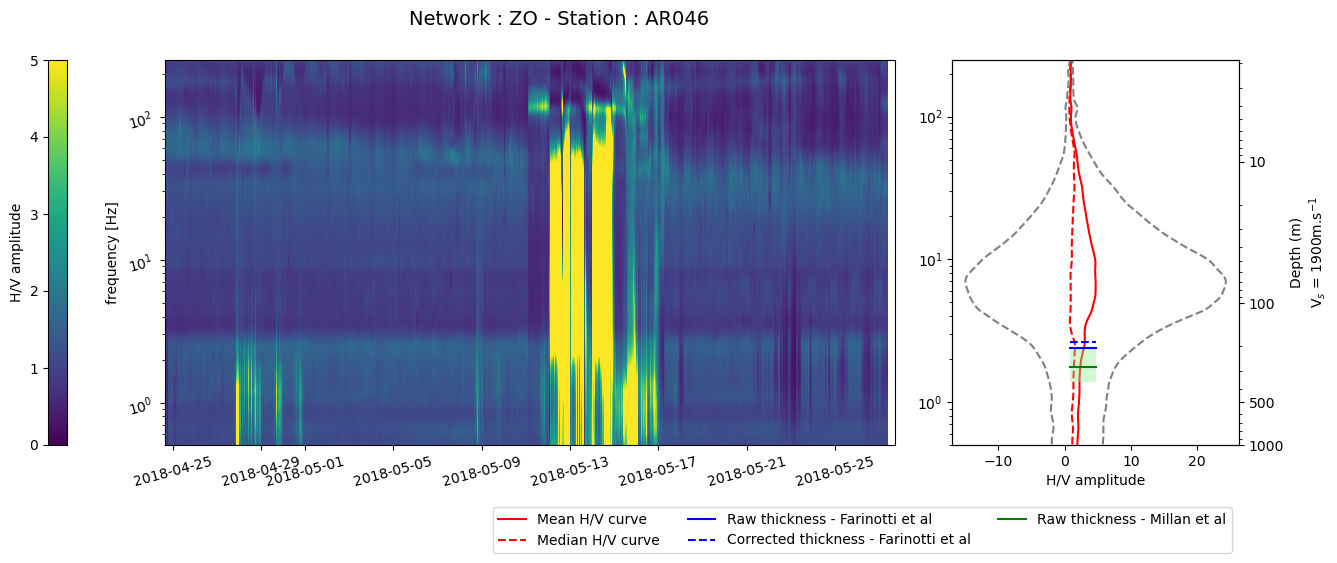 Network : ZO - Station : AR046
5
4
3
2
1
0
H/V amplitude
10²
10¹
10⁰
frequency [Hz]
2018-04-25
2018-04-29
2018-05-01
2018-05-05
2018-05-09
2018-05-13
2018-05-17
2018-05-21
2018-05-25
10²
10¹
10⁰
−10
0
10
20
H/V amplitude
10
100
500
1000
Depth (m)
Vₛ = 1900m.s⁻¹
Mean H/V curve
Median H/V curve
Raw thickness - Farinotti et al
Corrected thickness - Farinotti et al
Raw thickness - Millan et al